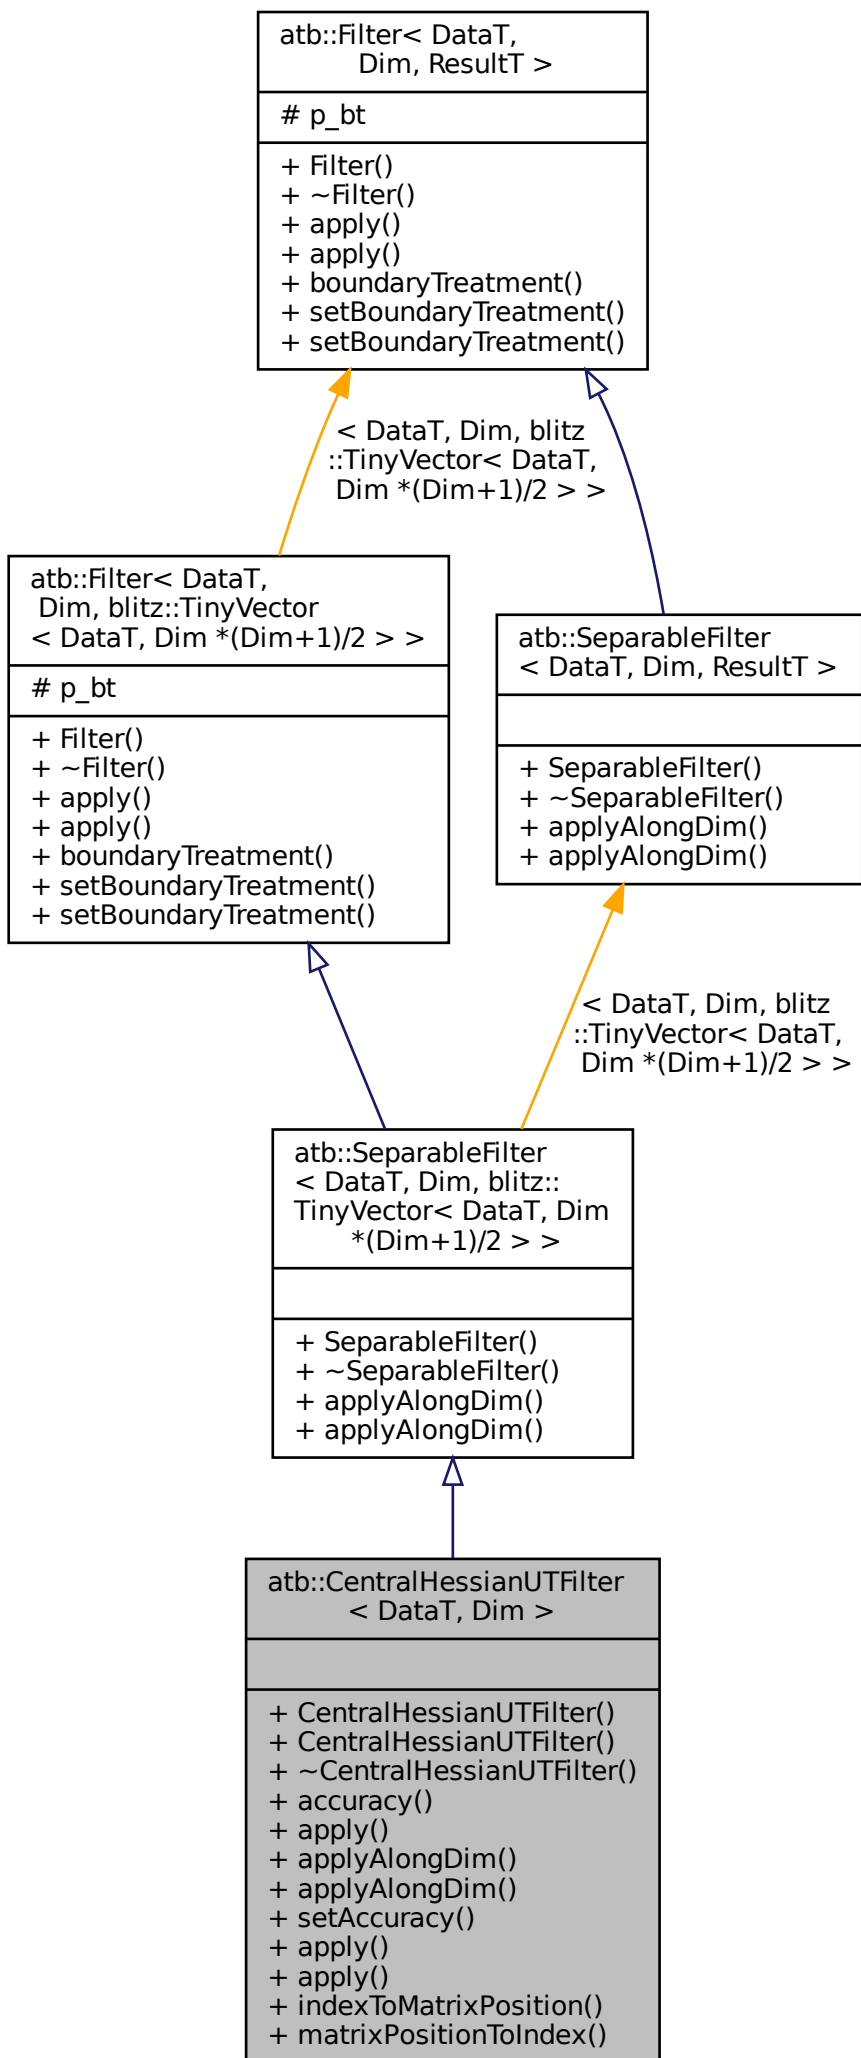 atb::Filter< DataT,
Dim, ResultT >
# p_bt
+ Filter()
+ ~Filter()
+ apply()
+ apply()
+ boundaryTreatment()
+ setBoundaryTreatment()
+ setBoundaryTreatment()
< DataT, Dim, blitz
::TinyVector< DataT,
Dim *(Dim+1)/2 > >
atb::Filter< DataT,
Dim, blitz::TinyVector
< DataT, Dim *(Dim+1)/2 > >
# p_bt
+ Filter()
+ ~Filter()
+ apply()
+ apply()
+ boundaryTreatment()
+ setBoundaryTreatment()
+ setBoundaryTreatment()
atb::SeparableFilter
< DataT, Dim, ResultT >
+ SeparableFilter()
+ ~SeparableFilter()
+ applyAlongDim()
+ applyAlongDim()
< DataT, Dim, blitz
::TinyVector< DataT,
Dim *(Dim+1)/2 > >
atb::SeparableFilter
< DataT, Dim, blitz::
TinyVector< DataT, Dim
*(Dim+1)/2 > >
+ SeparableFilter()
+ ~SeparableFilter()
+ applyAlongDim()
+ applyAlongDim()
atb::CentralHessianUTFilter
< DataT, Dim >
+ CentralHessianUTFilter()
+ CentralHessianUTFilter()
+ ~CentralHessianUTFilter()
+ accuracy()
+ apply()
+ applyAlongDim()
+ applyAlongDim()
+ setAccuracy()
+ apply()
+ apply()
+ indexToMatrixPosition()
+ matrixPositionToIndex()